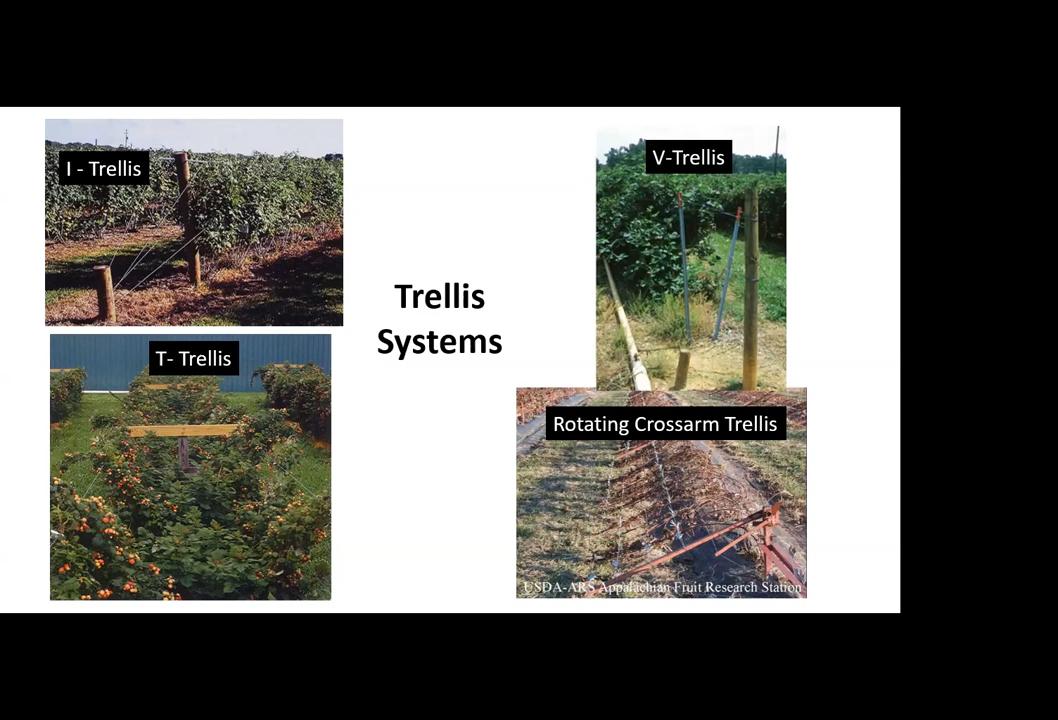 I - Trellis
V-Trellis
Trellis
Systems
T- Trellis
Rotating Crossarm Trellis
USDA-ARS Appalachian Fruit Research Station